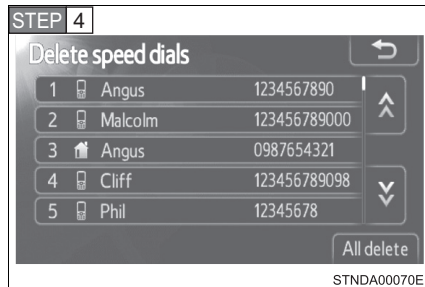 STEP 4
Delete speed dials
1 Angus 1234567890
2 Malcolm 123456789000
3 Angus 0987654321
4 Cliff 123456789098
5 Phil 12345678
All delete
STNDA00070E